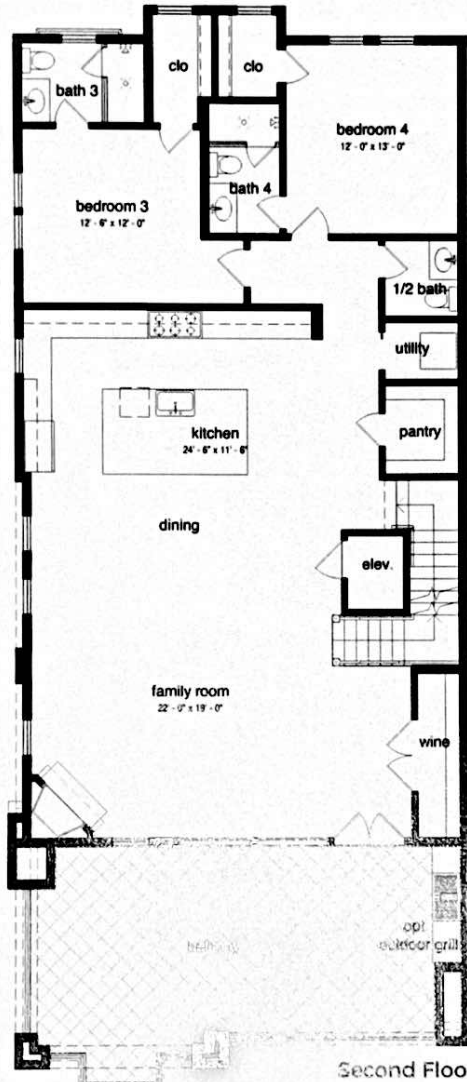 bath 3
clo
clo
bedroom 4
12' - 0" x 13' - 0"
bedroom 3
12' - 6" x 12' - 0"
bath 4
1/2 bath
utility
kitchen
24' - 6" x 11' - 6"
pantry
dining
elev.
family room
22' - 0" x 19' - 0"
wine
opt
outdoor grill
Second Floo